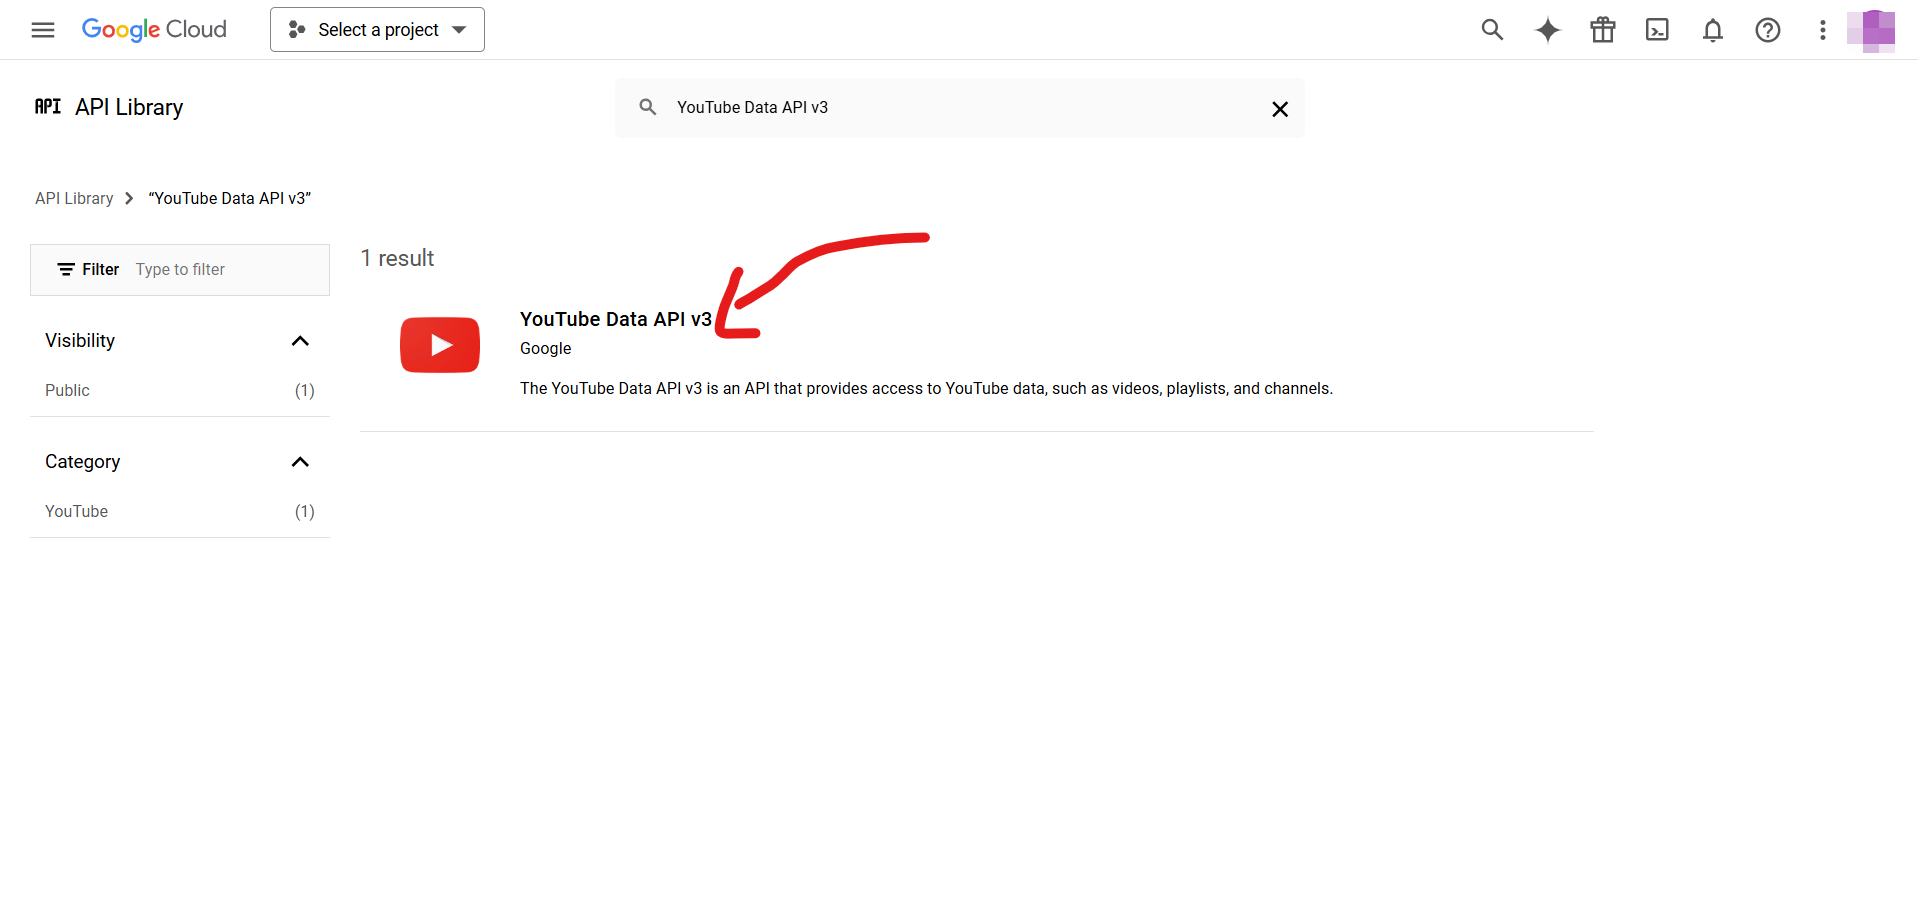 Google Cloud
Select a project
API API Library
YouTube Data API v3
API Library
“YouTube Data API v3”
Filter Type to filter
1 result
Visibility
Public (1)
Category
YouTube (1)
YouTube Data API v3
Google
The YouTube Data API v3 is an API that provides access to YouTube data, such as videos, playlists, and channels.